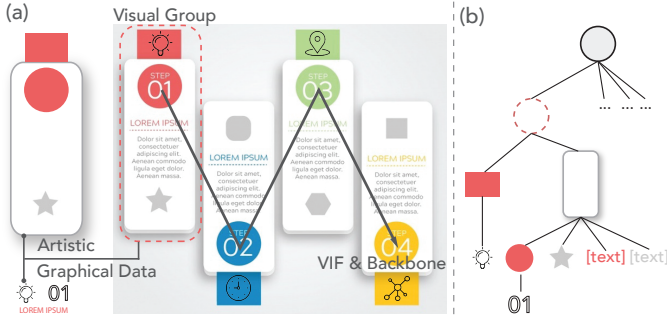 (a)
Visual Group
STEP
01
LOREM IPSUM
Dolor sit amet,
consectetuer
adipiscing elit.
Aenean commodo
ligula eget dolor.
Aenean massa.
LOREM IPSUM
Dolor sit amet,
consectetuer
adipiscing elit.
Aenean commodo
ligula eget dolor.
Aenean massa.
STEP
02
STEP
03
LOREM IPSUM
Dolor sit amet,
consectetuer
adipiscing elit.
Aenean commodo
ligula eget dolor.
Aenean massa.
LOREM IPSUM
Dolor sit amet,
consectetuer
adipiscing elit.
Aenean commodo
ligula eget dolor.
Aenean massa.
STEP
04
VIF & Backbone
Artistic
Graphical Data
01
LOREM IPSUM
(b)
... ... ...
[text] [text]
01